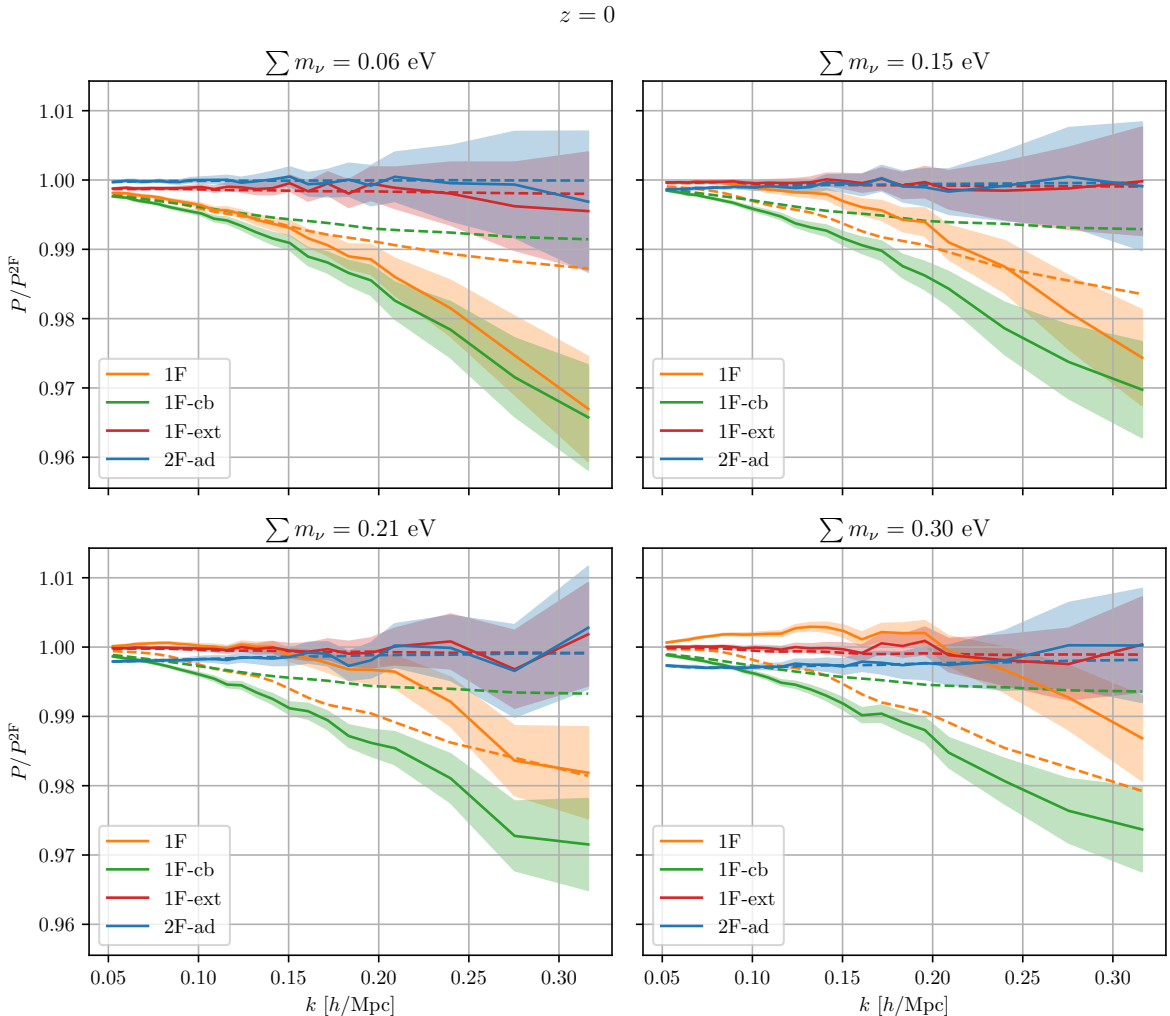 z = 0
∑ m_ν = 0.06 eV
∑ m_ν = 0.15 eV
1.01
1.00
0.99
0.98
0.97
0.96
P/P^{2F}
1F
1F-cb
1F-ext
2F-ad
1F
1F-cb
1F-ext
2F-ad
∑ m_ν = 0.21 eV
∑ m_ν = 0.30 eV
1.01
1.00
0.99
0.98
0.97
0.96
P/P^{2F}
1F
1F-cb
1F-ext
2F-ad
1F
1F-cb
1F-ext
2F-ad
0.05 0.10 0.15 0.20 0.25 0.30
0.05 0.10 0.15 0.20 0.25 0.30
k [h/Mpc]
k [h/Mpc]